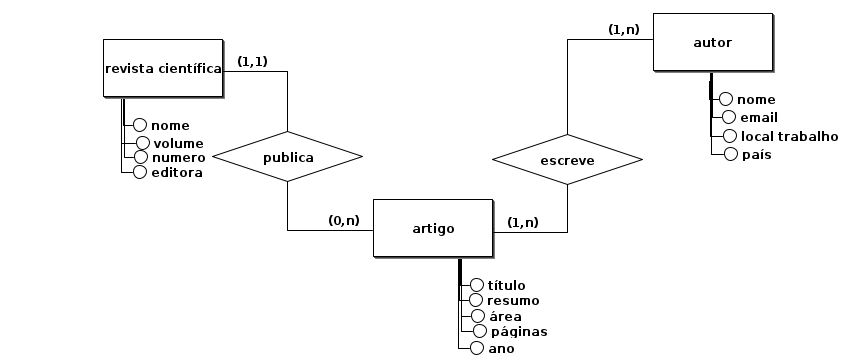 revista científica
(1,1)
nome
volume
numero
editora
publica
(0,n)
artigo
título
resumo
área
páginas
ano
(1,n)
escreve
(1,n)
autor
nome
email
local trabalho
país